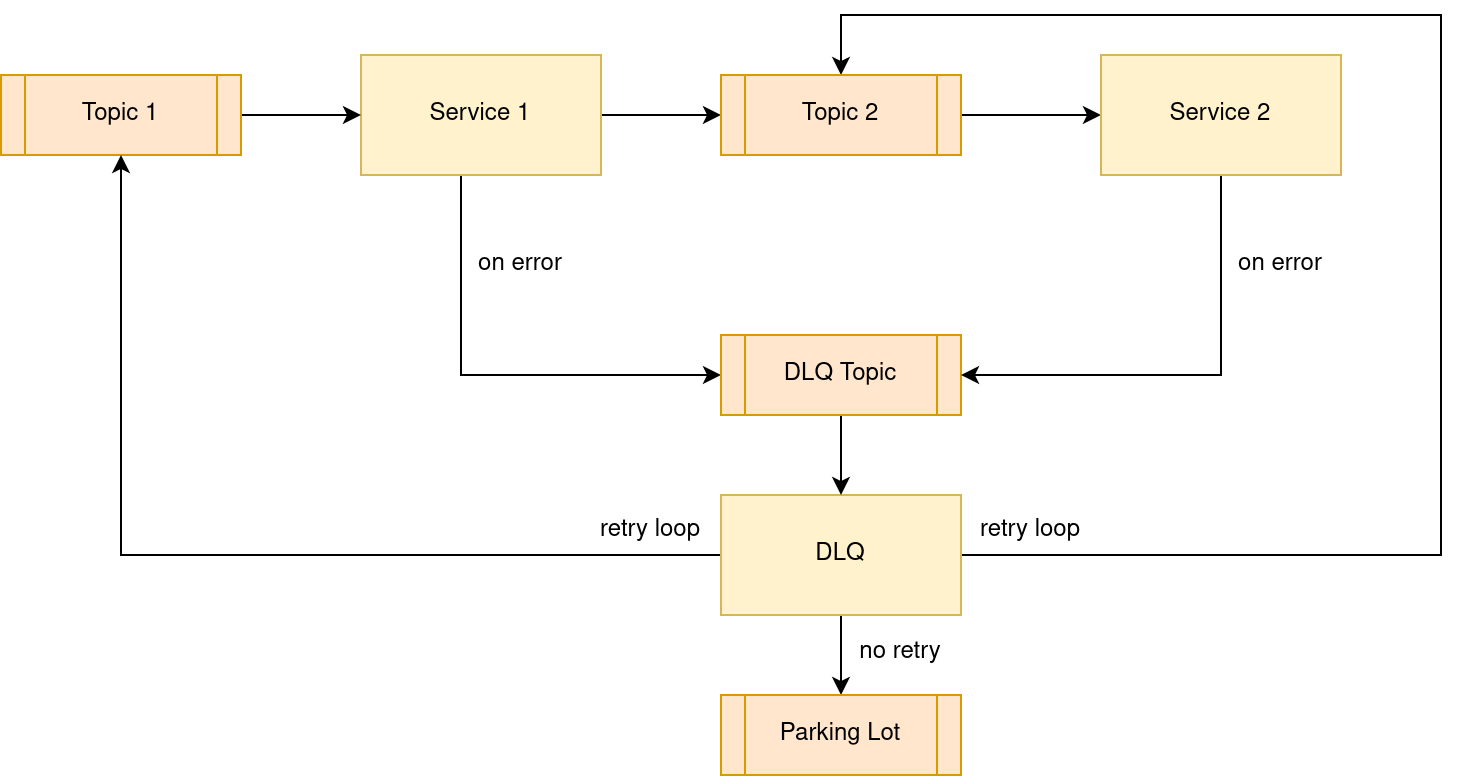 Topic 1
Service 1
Topic 2
Service 2
on error
on error
DLQ Topic
retry loop
DLQ
retry loop
no retry
Parking Lot